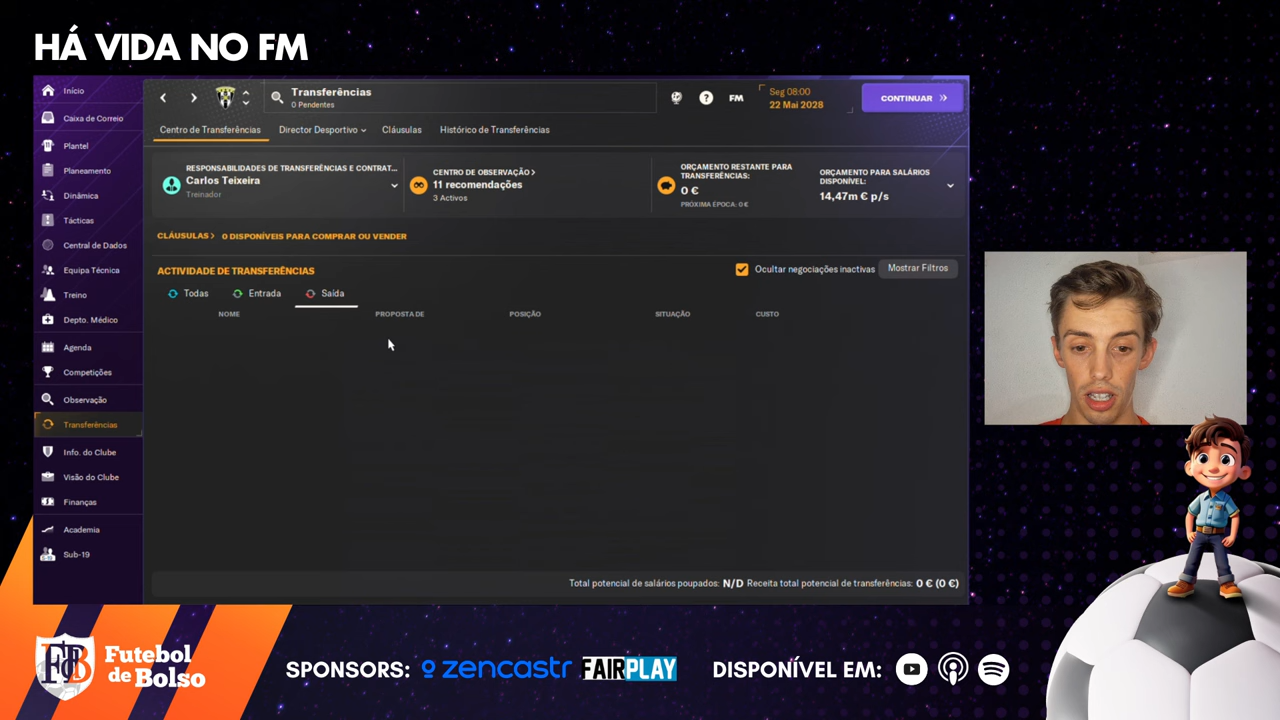 HÁ VIDA NO FM
Início
Caixa de Correio
Plantel
Planeamento
Dinâmica
Tácticas
Central de Dados
Equipa Técnica
Treino
Depto. Médico
Agenda
Competições
Observação
Transferências
Info. do Clube
Visão do Clube
Finanças
Academia
Sub-19
Transferências
0 Pendentes
FM
Seg 08:00
22 Mai 2028
CONTINUAR
Centro de Transferências
Director Desportivo
Cláusulas
Histórico de Transferências
RESPONSABILIDADES DE TRANSFERÊNCIAS E CONTRAT...
Carlos Teixeira
Treinador
CENTRO DE OBSERVAÇÃO >
11 recomendações
3 Activos
ORÇAMENTO RESTANTE PARA
TRANSFERÊNCIAS:
0 €
PRÓXIMA ÉPOCA: 0 €
ORÇAMENTO PARA SALÁRIOS
DISPONÍVEL:
14,47m € p/s
CLÁUSULAS > 0 DISPONÍVEIS PARA COMPRAR OU VENDER
ACTIVIDADE DE TRANSFERÊNCIAS
Ocultar negociações inactivas
Mostrar Filtros
Todas
Entrada
Saída
NOME
PROPOSTA DE
POSIÇÃO
SITUAÇÃO
CUSTO
Total potencial de salários poupados: N/D Receita total potencial de transferências: 0 € (0 €)
FdB
Futebol
de Bolso
SPONSORS:
zencastr
FAIRPLAY
DISPONÍVEL EM: